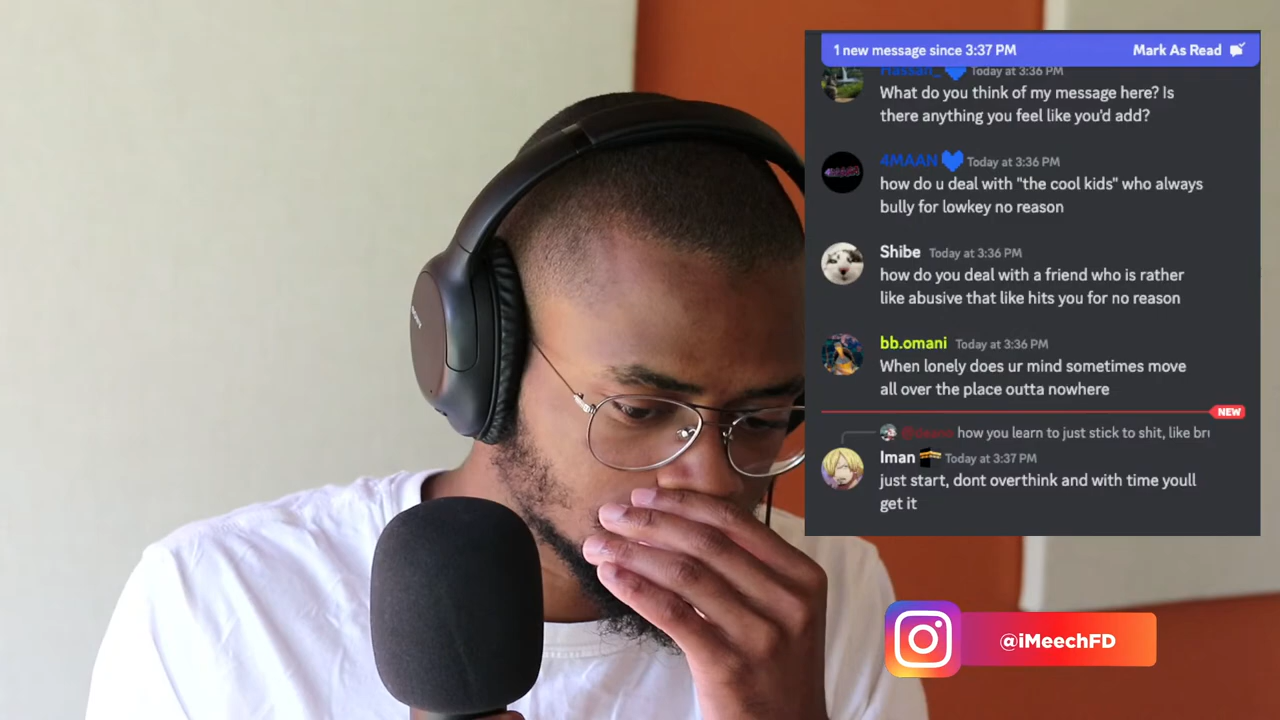 1 new message since 3:37 PM Mark As Read
Hassan_ Today at 3:36 PM
What do you think of my message here? Is
there anything you feel like you'd add?
4MAAN Today at 3:36 PM
how do u deal with "the cool kids" who always
bully for lowkey no reason
Shibe Today at 3:36 PM
how do you deal with a friend who is rather
like abusive that like hits you for no reason
bb.omani Today at 3:36 PM
When lonely does ur mind sometimes move
all over the place outta nowhere
NEW
how you learn to just stick to shit, like
Iman Today at 3:37 PM
just start, dont overthink and with time youll
get it
@iMeechFD
SONY